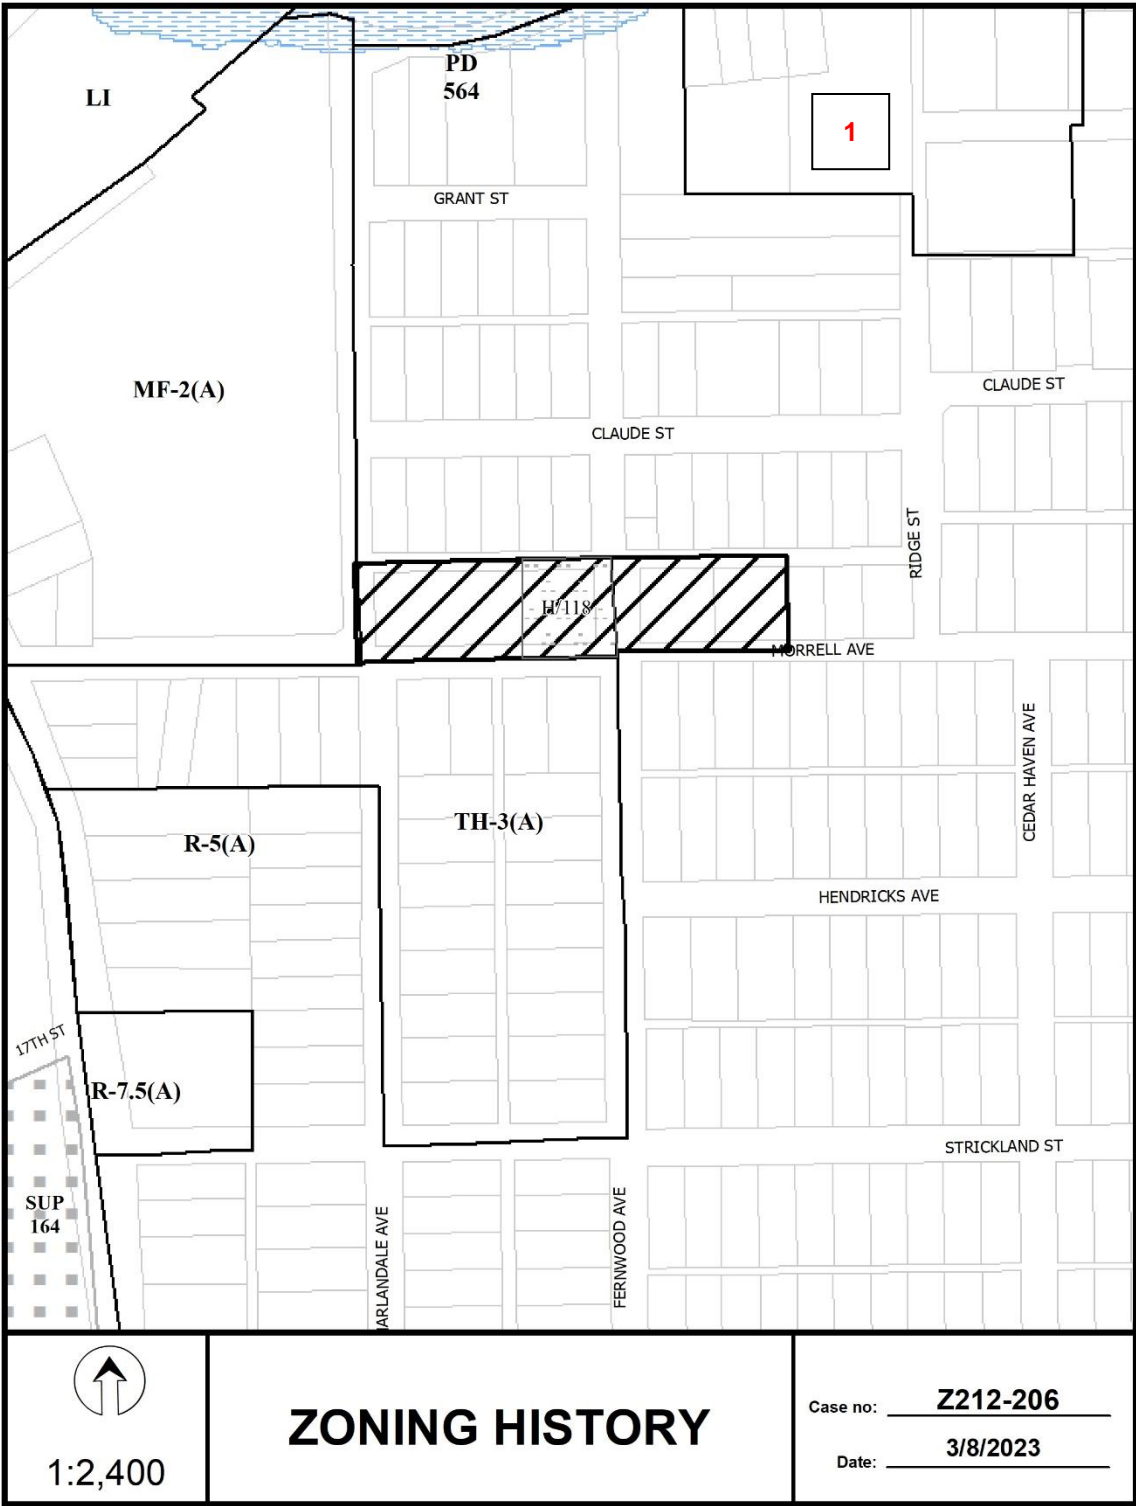 PD
564
LI
1
GRANT ST
MF-2(A)
CLAUDE ST
CLAUDE ST
RIDGE ST
H/118
MORRELL AVE
CEDAR HAVEN AVE
TH-3(A)
R-5(A)
HENDRICKS AVE
17TH ST
R-7.5(A)
STRICKLAND ST
SUP
164
ARLANDALE AVE
FERNWOOD AVE
1:2,400
ZONING HISTORY
Case no: Z212-206
Date: 3/8/2023